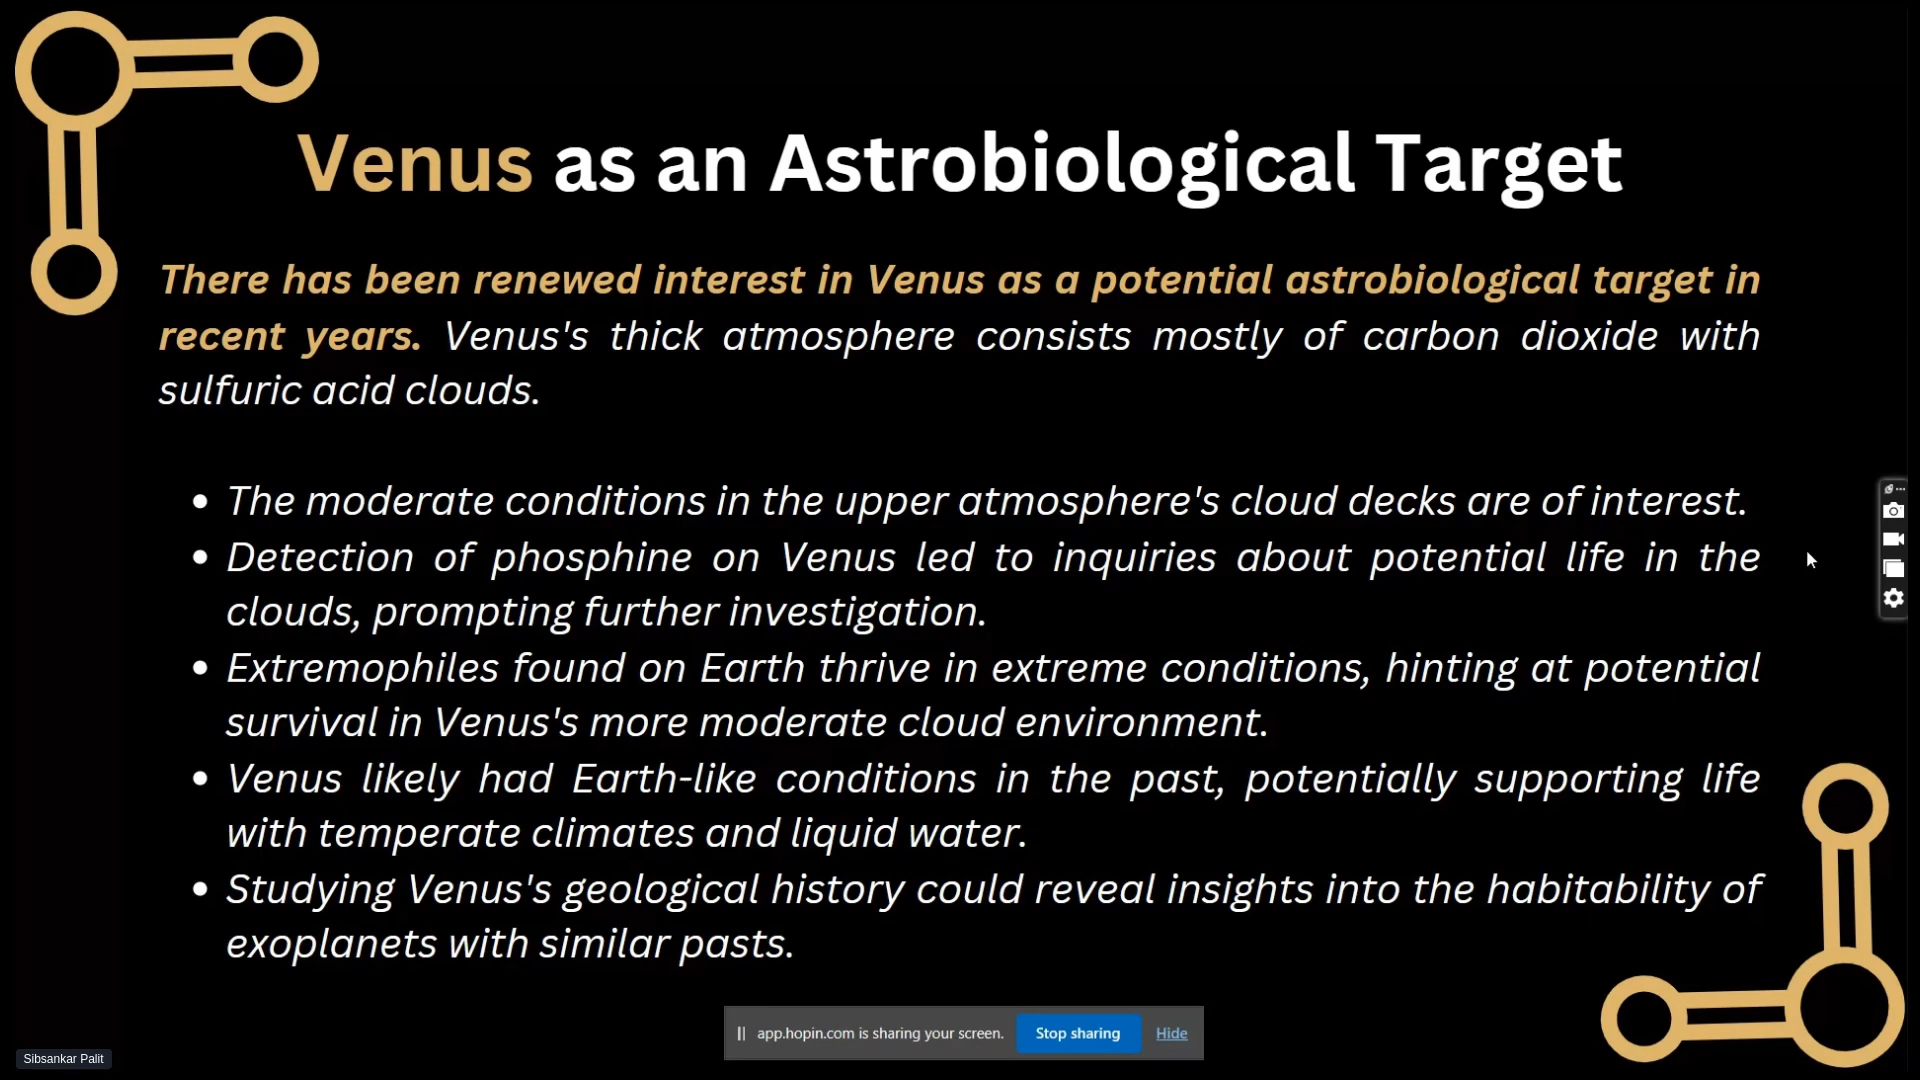 Venus as an Astrobiological Target
There has been renewed interest in Venus as a potential astrobiological target in
recent years. Venus's thick atmosphere consists mostly of carbon dioxide with
sulfuric acid clouds.
• The moderate conditions in the upper atmosphere's cloud decks are of interest.
• Detection of phosphine on Venus led to inquiries about potential life in the
clouds, prompting further investigation.
• Extremophiles found on Earth thrive in extreme conditions, hinting at potential
survival in Venus's more moderate cloud environment.
• Venus likely had Earth-like conditions in the past, potentially supporting life
with temperate climates and liquid water.
• Studying Venus's geological history could reveal insights into the habitability of
exoplanets with similar pasts.
app.hopin.com is sharing your screen. Stop sharing Hide
Sibsankar Palit